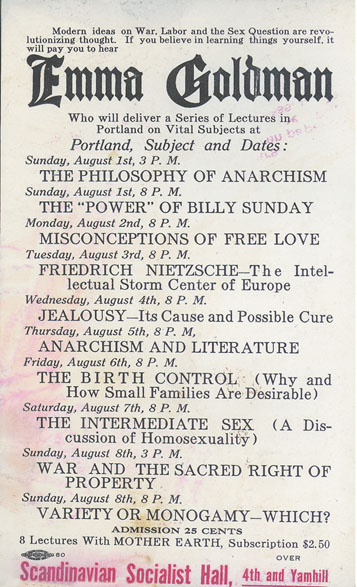 Modern ideas on War, Labor and the Sex Question are revo-
lutionizing thought. If you believe in learning things yourself, it
will pay you to hear
Emma Goldman
Who will deliver a Series of Lectures in
Portland on Vital Subjects at
Portland, Subject and Dates:
Sunday, August 1st, 3 P. M.
THE PHILOSOPHY OF ANARCHISM
Sunday, August 1st, 8 P. M.
THE "POWER" OF BILLY SUNDAY
Monday, August 2nd, 8 P. M.
MISCONCEPTIONS OF FREE LOVE
Tuesday, August 3rd, 8 P. M.
FRIEDRICH NIETZSCHE—The Intel-
lectual Storm Center of Europe
Wednesday, August 4th, 8 P. M.
JEALOUSY—Its Cause and Possible Cure
Thursday, August 5th, 8 P M,
ANARCHISM AND LITERATURE
Friday, August 6th, 8 P. M.
THE BIRTH CONTROL (Why and
How Small Families Are Desirable)
Saturday, August 7th, 8 P. M.
THE INTERMEDIATE SEX (A Dis-
cussion of Homosexuality)
Sunday, August 8th, 3 P. M.
WAR AND THE SACRED RIGHT OF
PROPERTY
Sunday, August 8th, 8 P. M.
VARIETY OR MONOGAMY—WHICH?
ADMISSION 25 CENTS
8 Lectures With MOTHER EARTH, Subscription $2.50
OVER
Scandinavian Socialist Hall, 4th and Yamhill